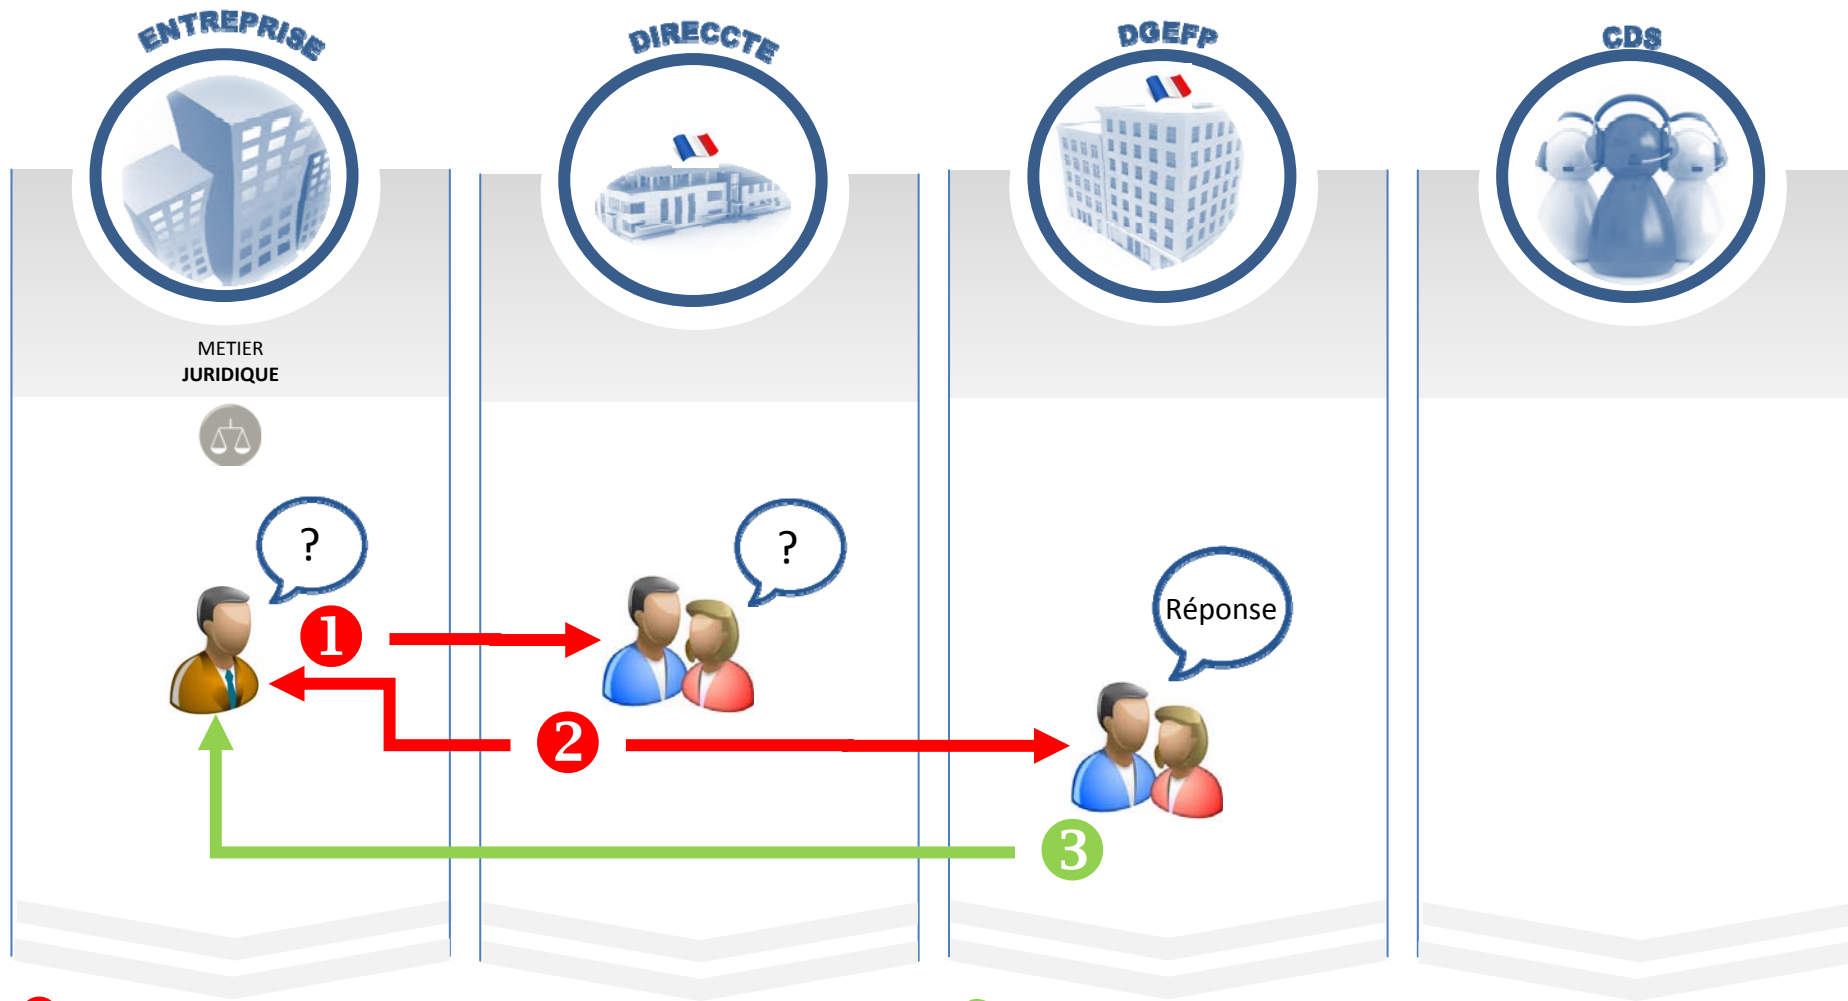 ENTREPRISE
DIRECCTE
DGEFP
CDS
METIER
JURIDIQUE
?
?
Réponse
1
2
3